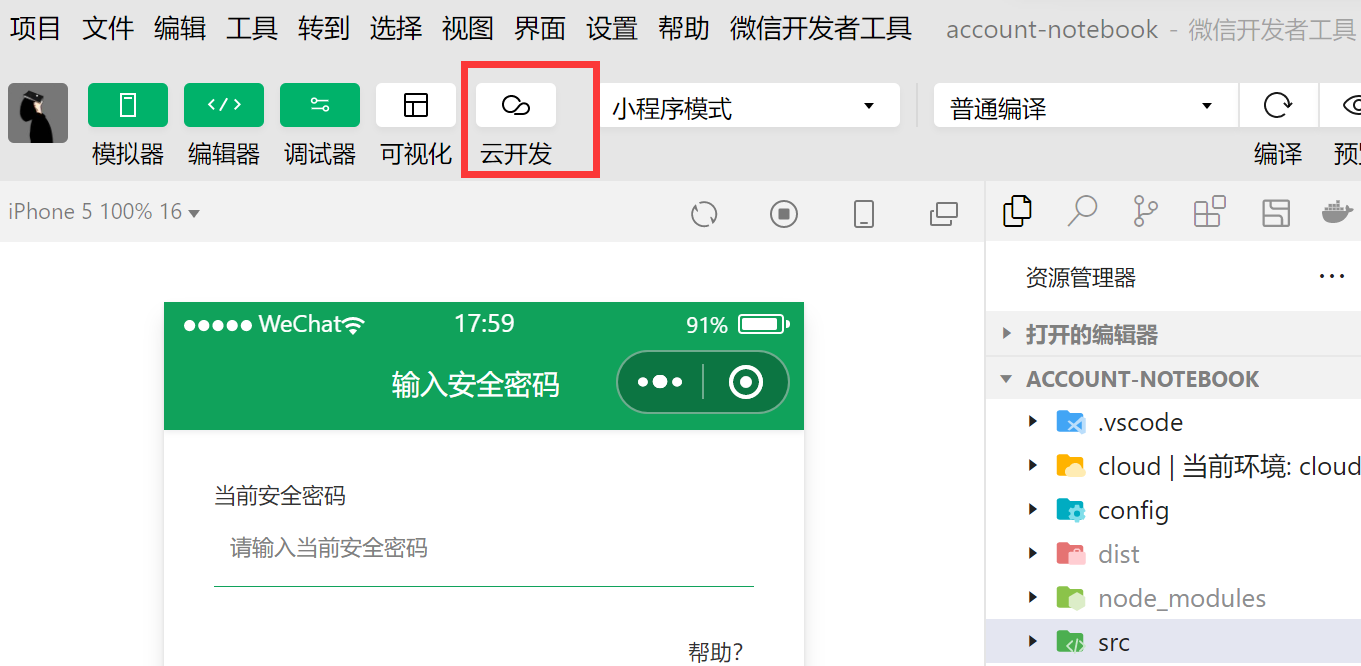 项目 文件 编辑 工具 转到 选择 视图 界面 设置 帮助 微信开发者工具 account-notebook - 微信开发者工具
小程序模式 普通编译
模拟器 编辑器 调试器 可视化 云开发 编译 预览
iPhone 5 100% 16
资源管理器
WeChat 17:59 91%
打开的编辑器
输入安全密码
ACCOUNT-NOTEBOOK
.vscode
cloud | 当前环境: cloud
当前安全密码
config
请输入当前安全密码
dist
node_modules
帮助?
src